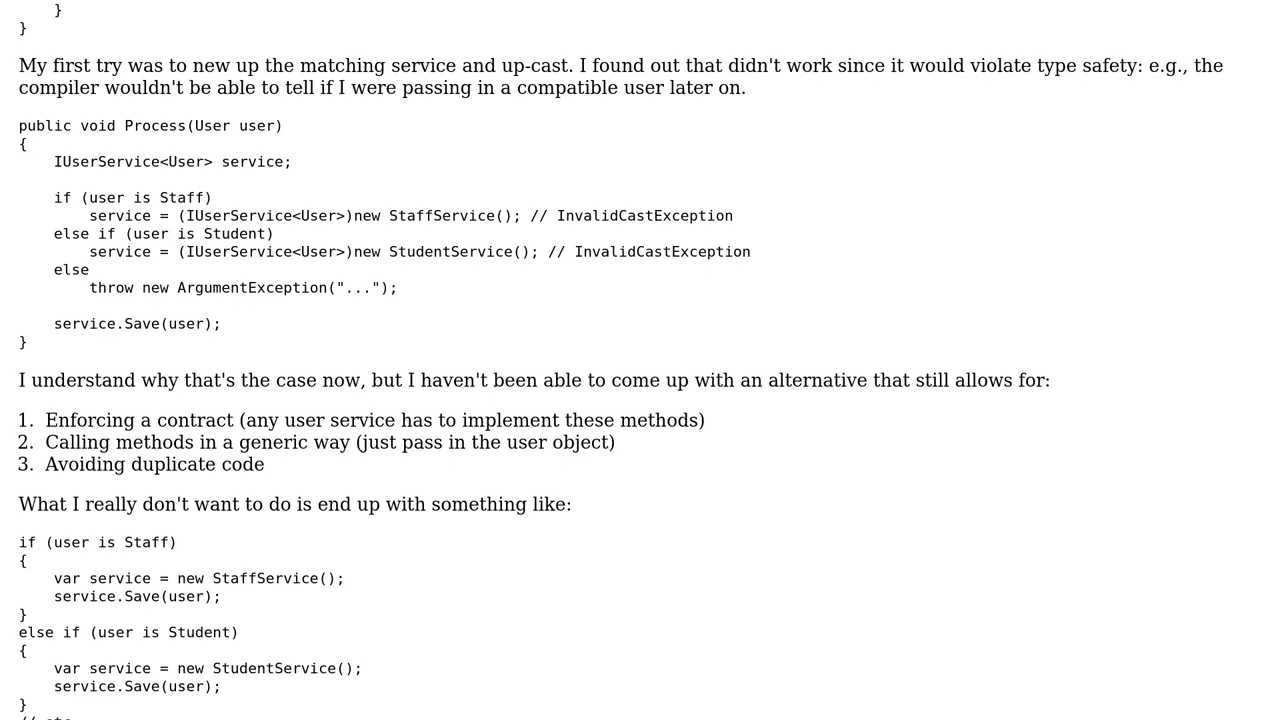 }
}
My first try was to new up the matching service and up-cast. I found out that didn't work since it would violate type safety: e.g., the
compiler wouldn't be able to tell if I were passing in a compatible user later on.
public void Process(User user)
{
    IUserService<User> service;
    if (user is Staff)
        service = (IUserService<User>)new StaffService(); // InvalidCastException
    else if (user is Student)
        service = (IUserService<User>)new StudentService(); // InvalidCastException
    else
        throw new ArgumentException("...");
    service.Save(user);
}
I understand why that's the case now, but I haven't been able to come up with an alternative that still allows for:
1. Enforcing a contract (any user service has to implement these methods)
2. Calling methods in a generic way (just pass in the user object)
3. Avoiding duplicate code
What I really don't want to do is end up with something like:
if (user is Staff)
{
    var service = new StaffService();
    service.Save(user);
}
else if (user is Student)
{
    var service = new StudentService();
    service.Save(user);
}